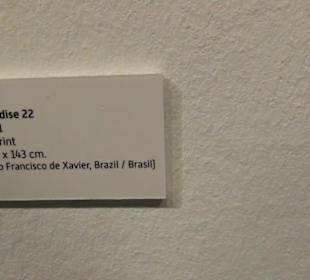 dise 22
1
rint
x 143 cm.
o Francisco de Xavier, Brazil / Brasil]